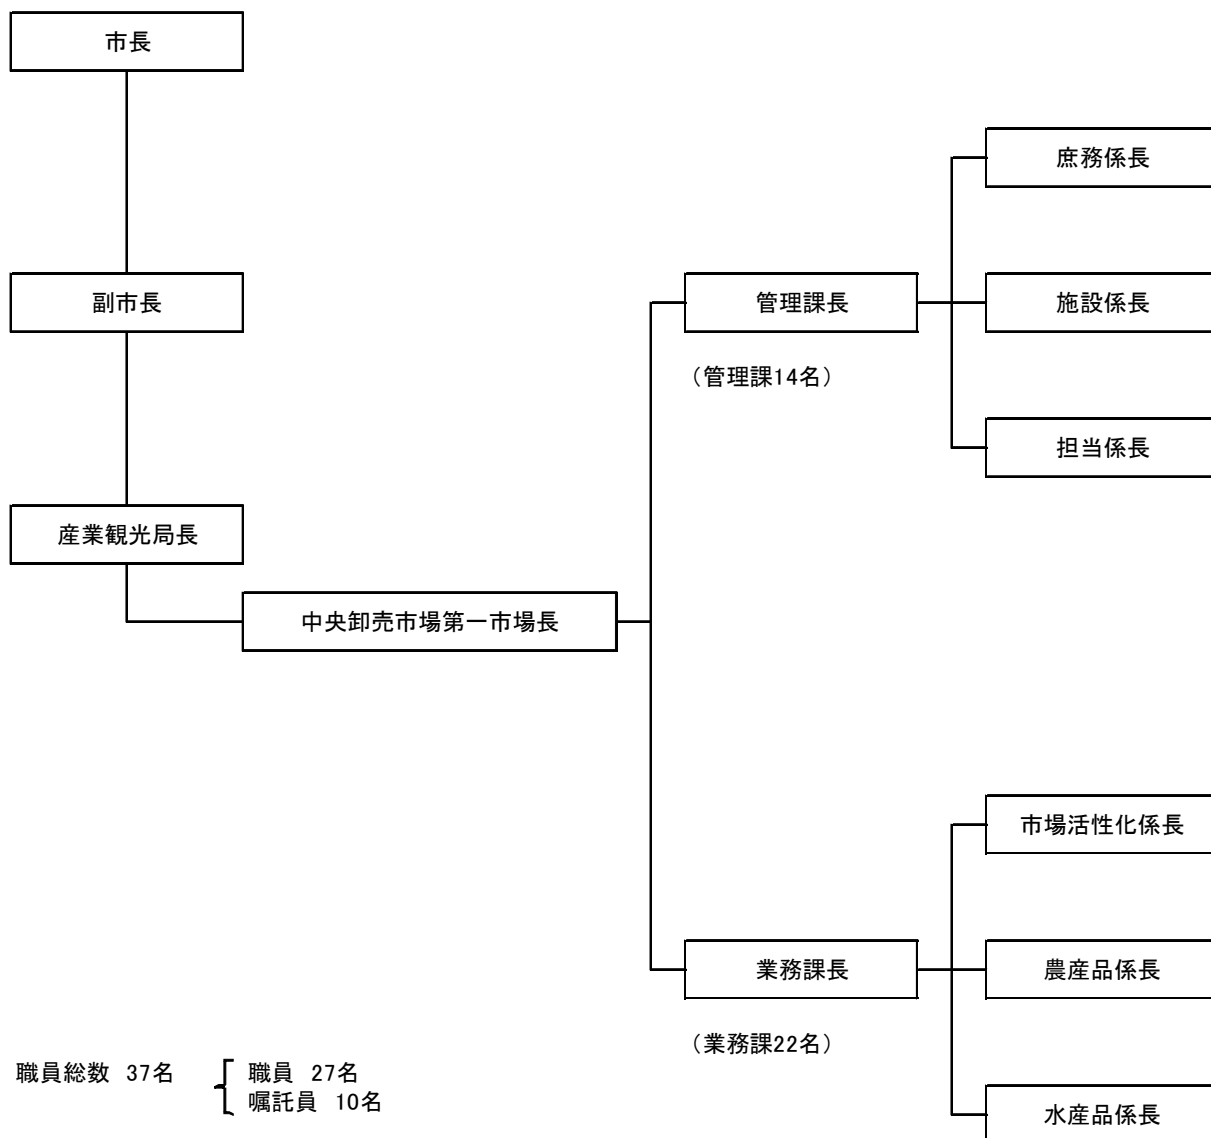 市長
副市長
産業観光局長
中央卸売市場第一市場長
管理課長
（管理課14名）
庶務係長
施設係長
担当係長
業務課長
（業務課22名）
市場活性化係長
農産品係長
水産品係長
職員総数 37名
職員 27名
嘱託員 10名